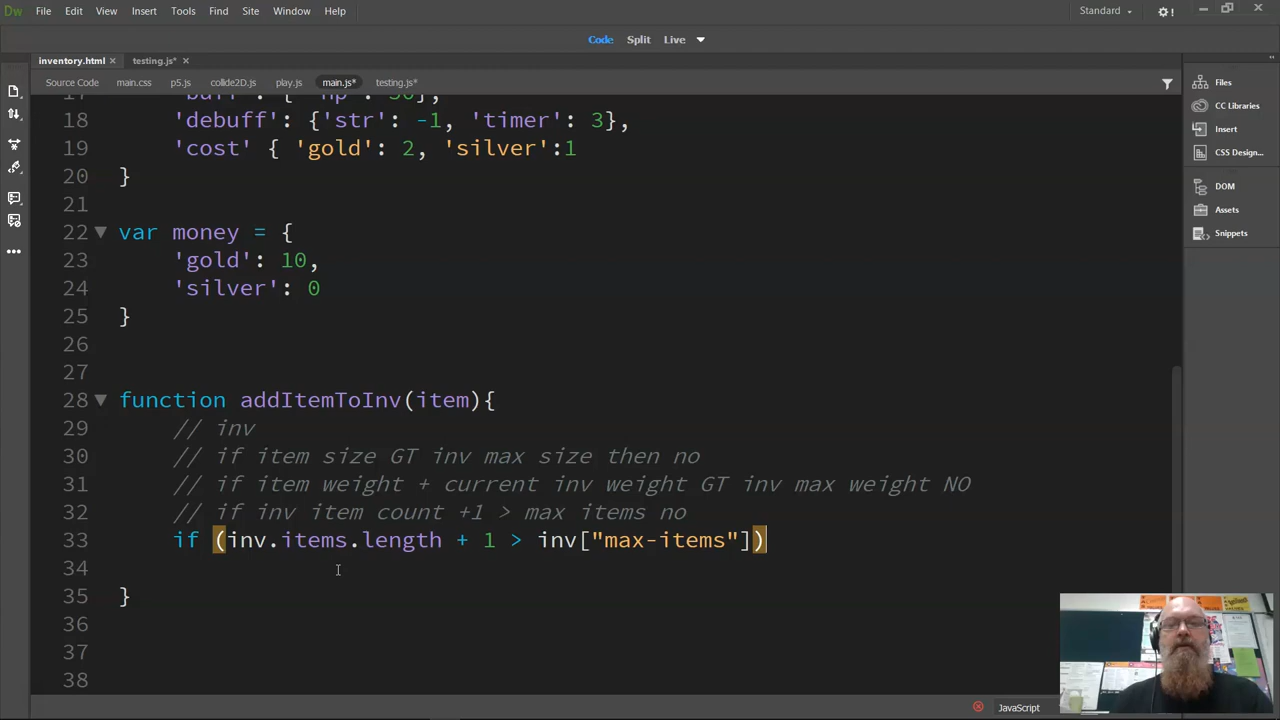 Dw File Edit View Insert Tools Find Site Window Help Standard
Code Split Live
inventory.html testing.js*
Source Code main.css p5.js collide2D.js play.js main.js* testing.js*
18 'debuff': {'str': -1, 'timer': 3},
19 'cost' { 'gold': 2, 'silver':1
20 }
21
22 var money = {
23 'gold': 10,
24 'silver': 0
25 }
26
27
28 function addItemToInv(item){
29 // inv
30 // if item size GT inv max size then no
31 // if item weight + current inv weight GT inv max weight NO
32 // if inv item count +1 > max items no
33 if (inv.items.length + 1 > inv["max-items"])
34
35 }
36
37
38
Files
CC Libraries
Insert
CSS Design...
DOM
Assets
Snippets
JavaScript